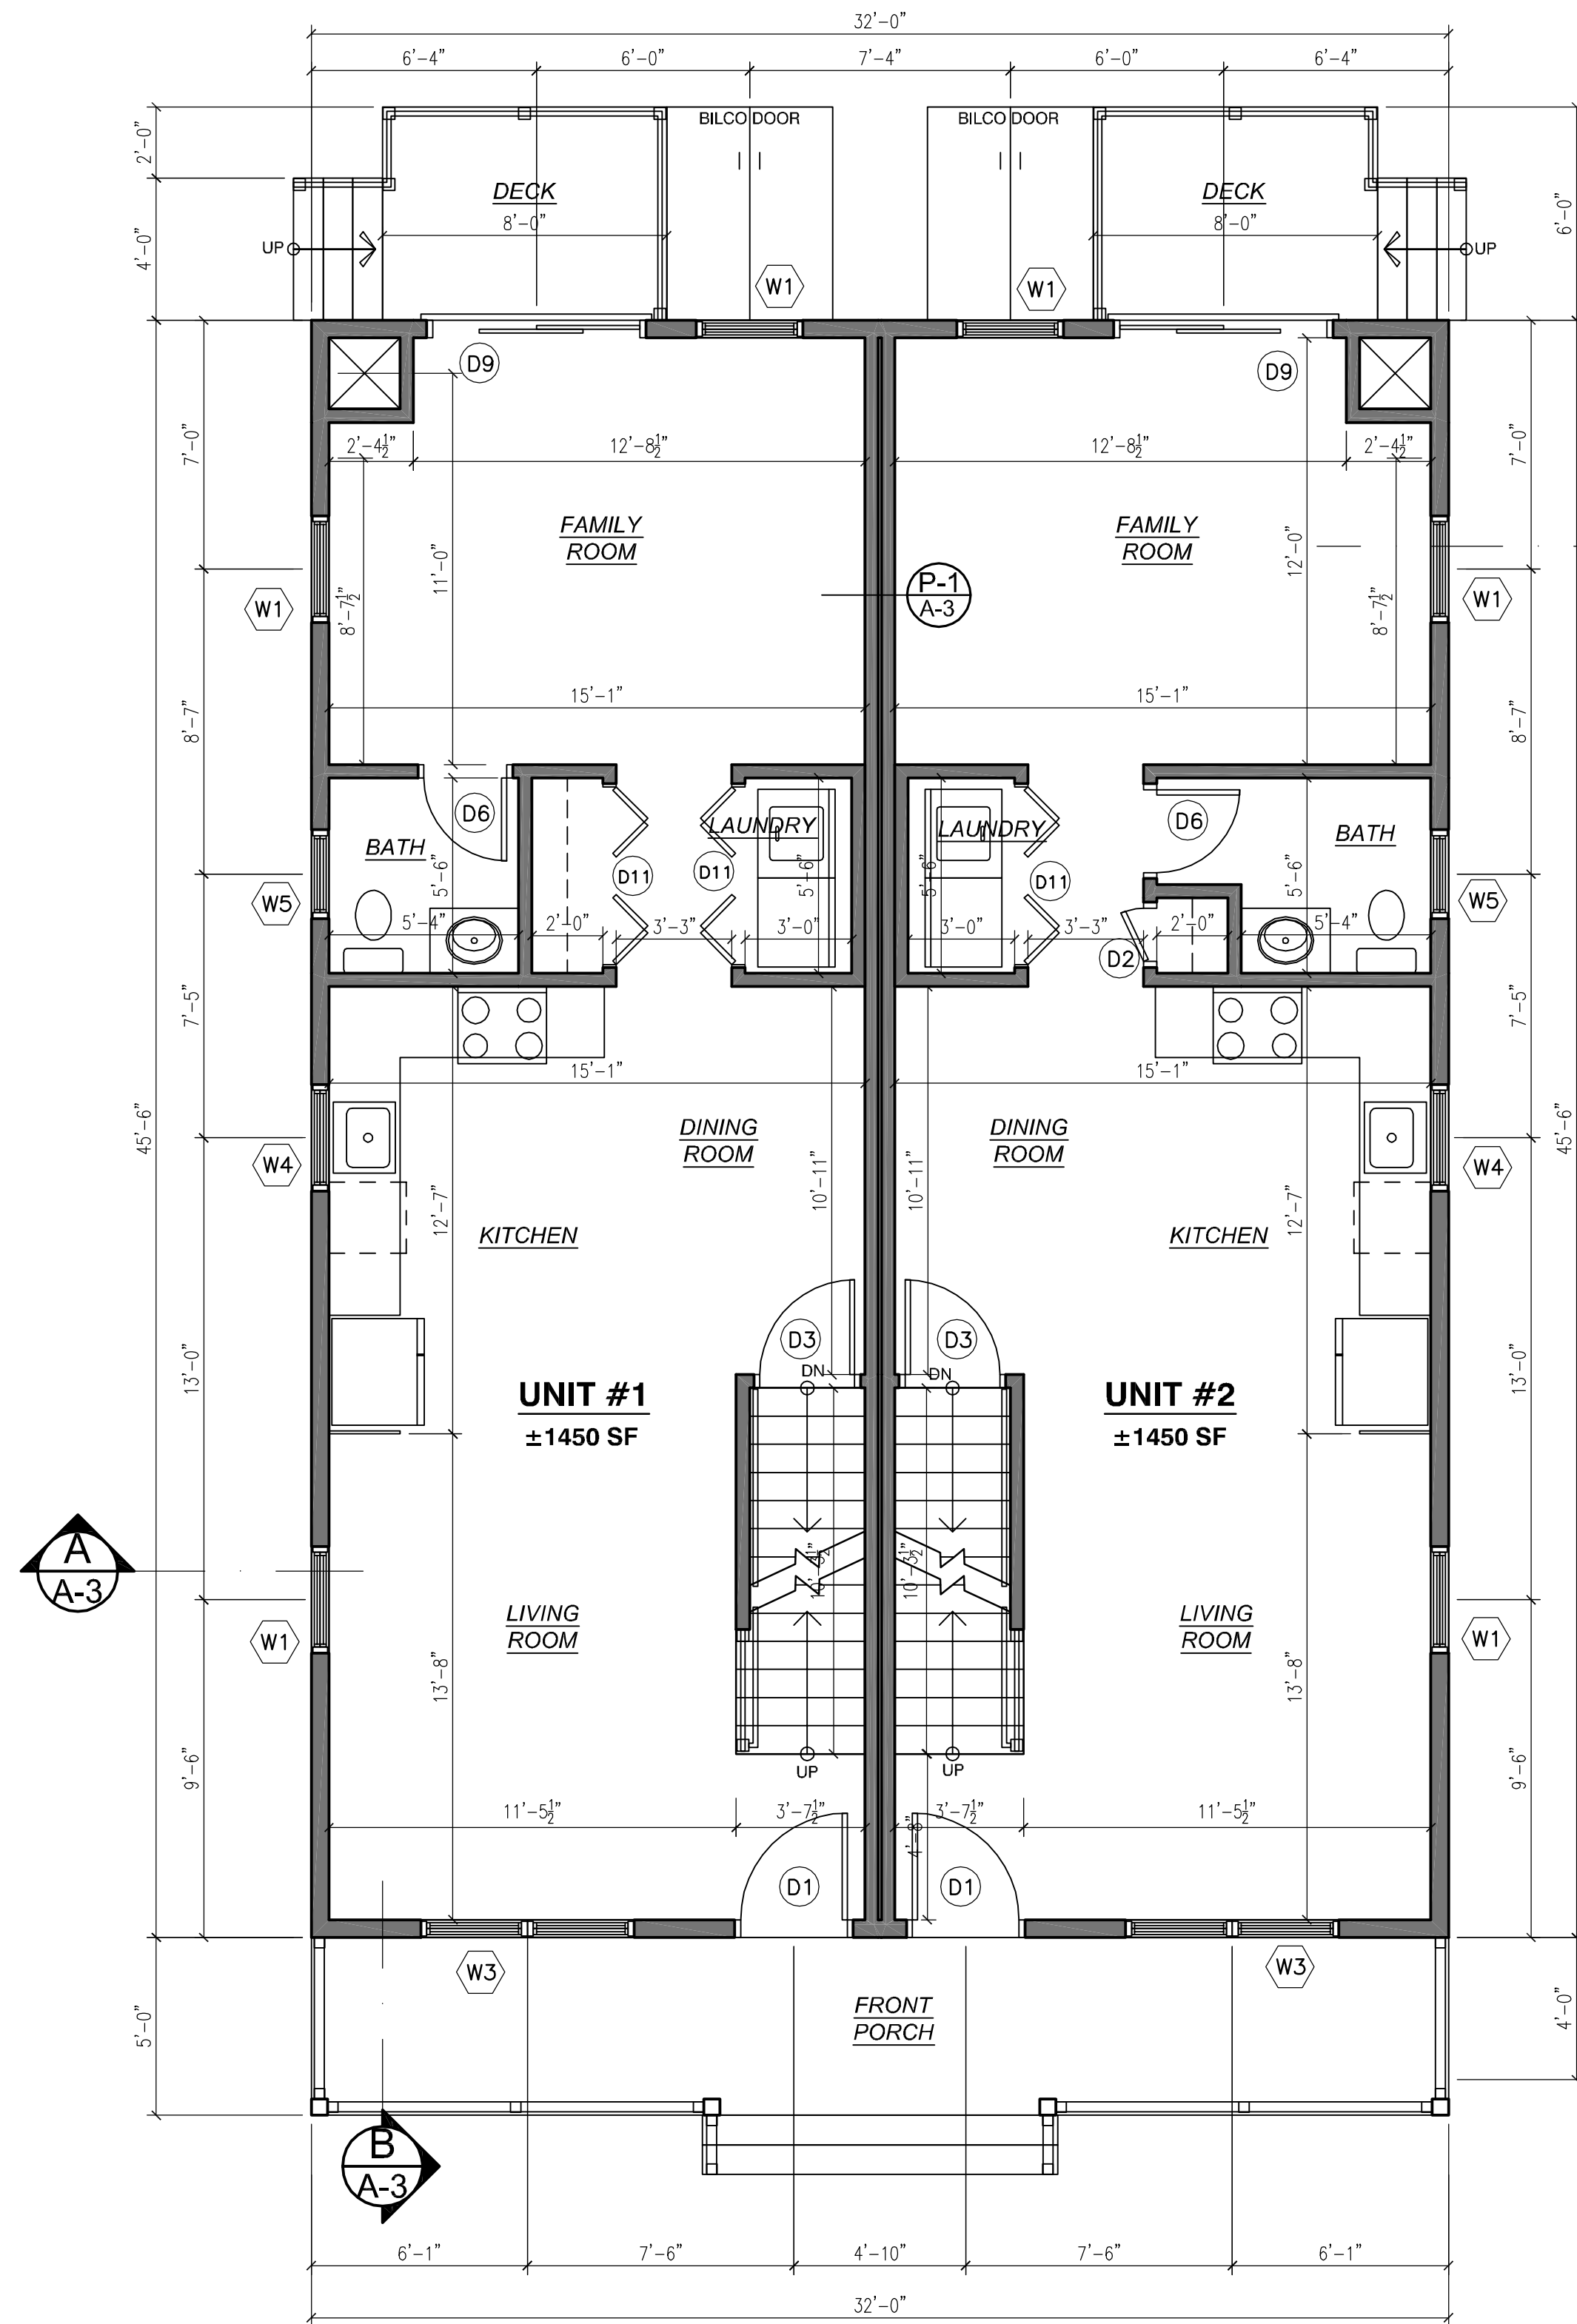 32'-0"
6'-4" 6'-0" 7'-4" 6'-0" 6'-4"
BILCO DOOR BILCO DOOR
2'-0"
DECK DECK
8'-0" 8'-0"
6'-0"
4'-0"
UP UP
W1 W1
D9 D9
7'-0" 7'-0"
2'-4½" 12'-8½" 12'-8½" 2'-4½"
FAMILY FAMILY
ROOM ROOM
11'-0" 12'-0"
P-1
A-3
8'-7½" 8'-7½"
W1 W1
15'-1" 15'-1"
8'-7" 8'-7"
D6 D6
LAUNDRY LAUNDRY
BATH BATH
D11 D11 D11
5'-6" 5'-6" 5'-6" 5'-6"
W5 W5
5'-4" 2'-0" 3'-3" 3'-0" 3'-0" 3'-3" 2'-0" 5'-4"
D2
7'-5" 7'-5"
15'-1" 15'-1"
45'-6" 45'-6"
DINING DINING
ROOM ROOM
W4 W4
10'-11" 10'-11"
12'-7" 12'-7"
KITCHEN KITCHEN
D3 D3
13'-0" 13'-0"
DN DN
UNIT #1 UNIT #2
±1450 SF ±1450 SF
A
A-3
10'-3½" 10'-3½"
LIVING LIVING
ROOM ROOM
W1 W1
13'-8" 13'-8"
9'-6" 9'-6"
UP UP
11'-5½" 3'-7½" 3'-7½" 11'-5½"
4'-8"
D1 D1
W3 W3
FRONT
PORCH
5'-0" 4'-0"
B
A-3
6'-1" 7'-6" 4'-10" 7'-6" 6'-1"
32'-0"